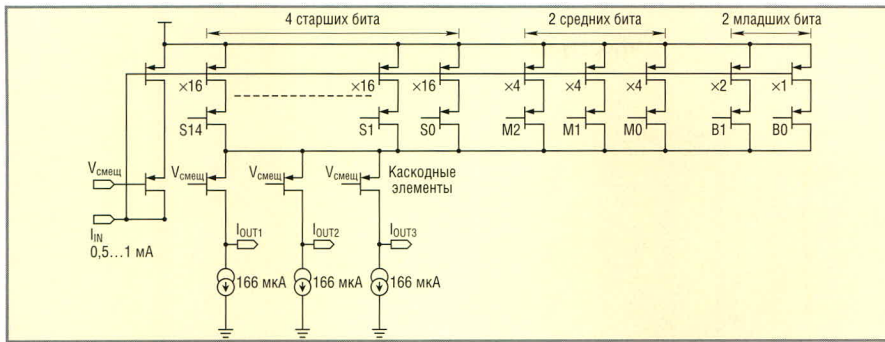 4 старших бита
2 средних бита
2 младших бита
×16
×16
×16
×4
×4
×4
×2
×1
S14
S1
S0
M2
M1
M0
B1
B0
Vсмещ
Vсмещ
Vсмещ
Vсмещ
Каскодные
элементы
IIN
0,5...1 мА
IOUT1
IOUT2
IOUT3
166 мкА
166 мкА
166 мкА